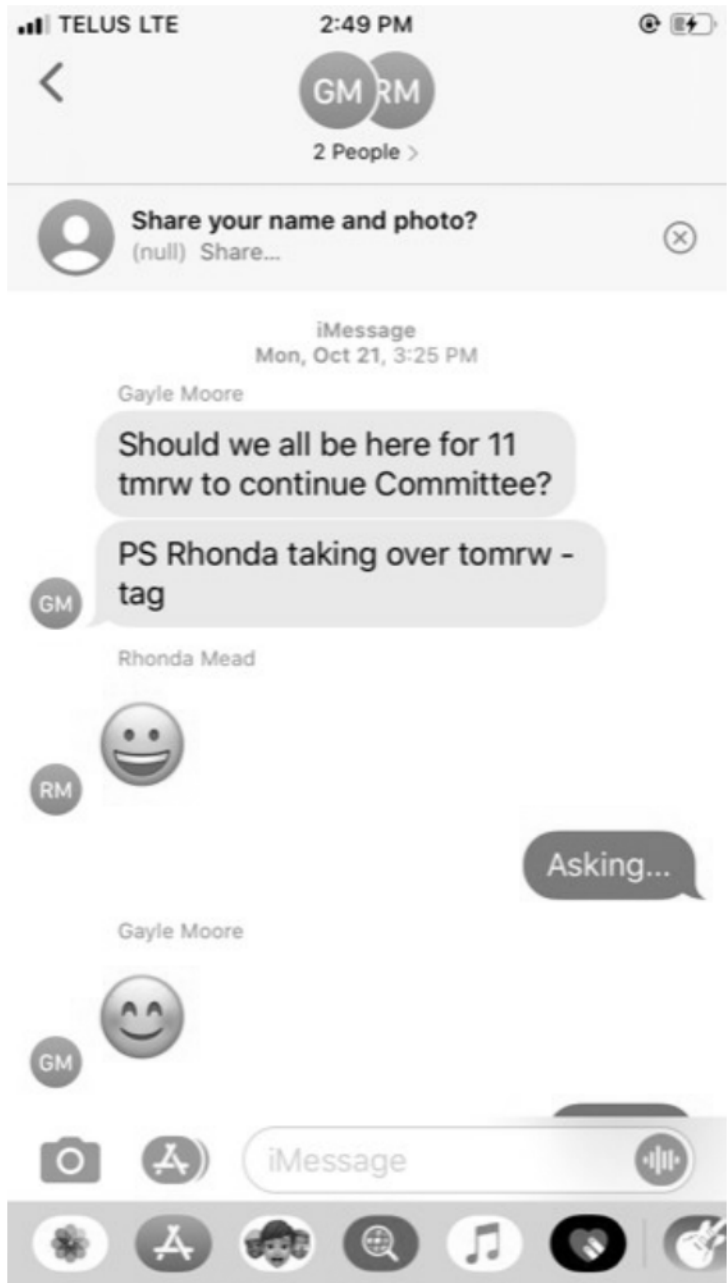 TELUS LTE 2:49 PM
GM RM
2 People >
Share your name and photo?
(null) Share...
iMessage
Mon, Oct 21, 3:25 PM
Gayle Moore
Should we all be here for 11
tmrw to continue Committee?
PS Rhonda taking over tomrw -
tag
GM
Rhonda Mead
RM
Asking...
Gayle Moore
GM
iMessage